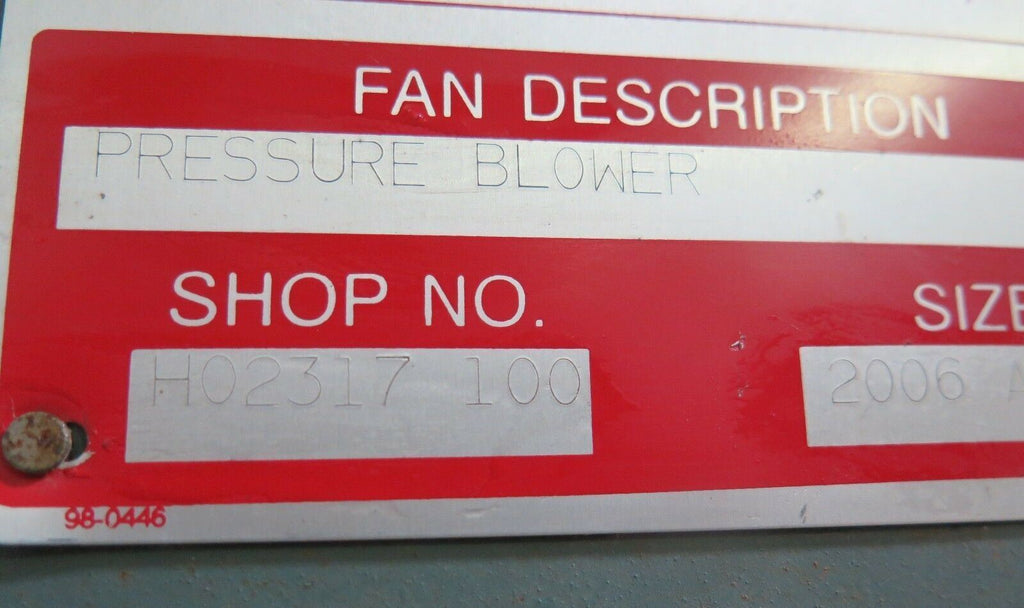 FAN DESCRIPTION
PRESSURE BLOWER
SHOP NO.
SIZE
H02317 100
2006 A
98-0446